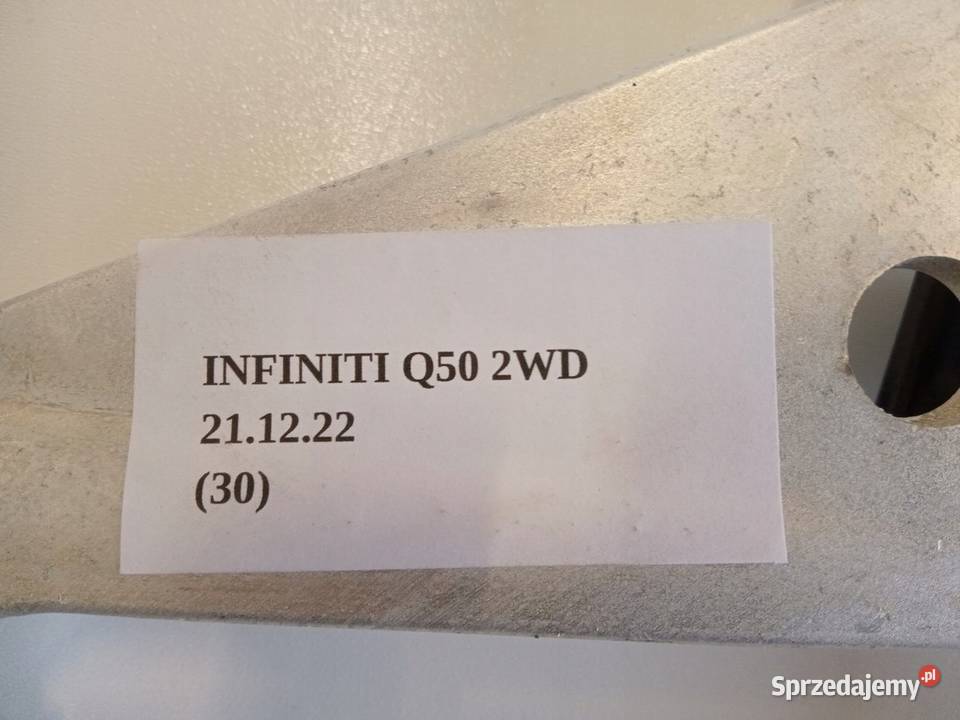 INFINITI Q50 2WD
21.12.22
(30)
Sprzedajemy.pl